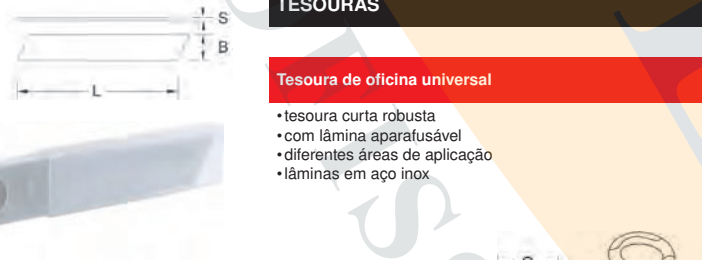 S
B
L
TESOURAS
Tesoura de oficina universal
•tesoura curta robusta
•com lâmina aparafusável
•diferentes áreas de aplicação
•lâminas em aço inox